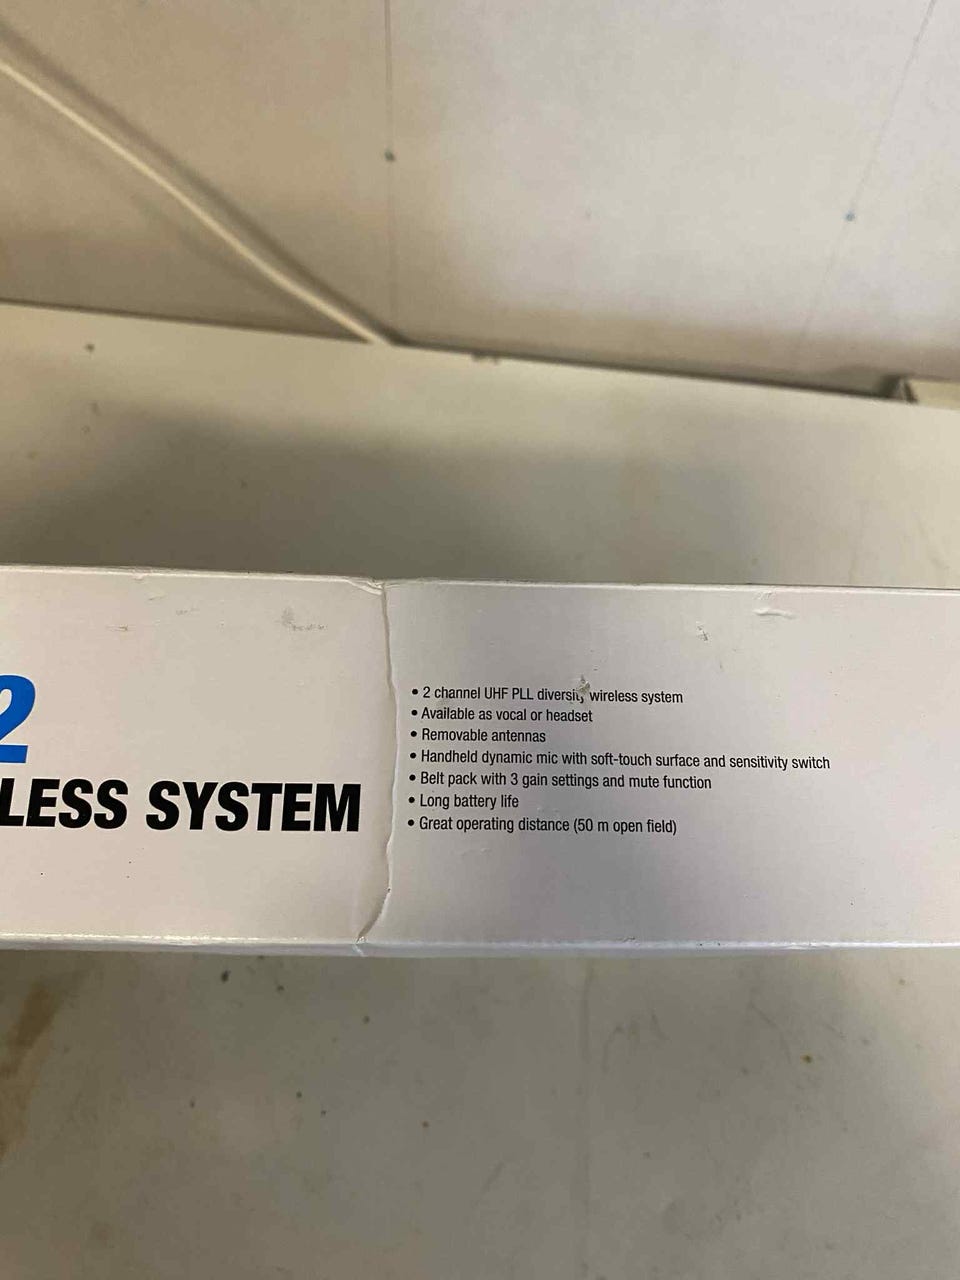 2
LESS SYSTEM
• 2 channel UHF PLL diversity wireless system
• Available as vocal or headset
• Removable antennas
• Handheld dynamic mic with soft-touch surface and sensitivity switch
• Belt pack with 3 gain settings and mute function
• Long battery life
• Great operating distance (50 m open field)